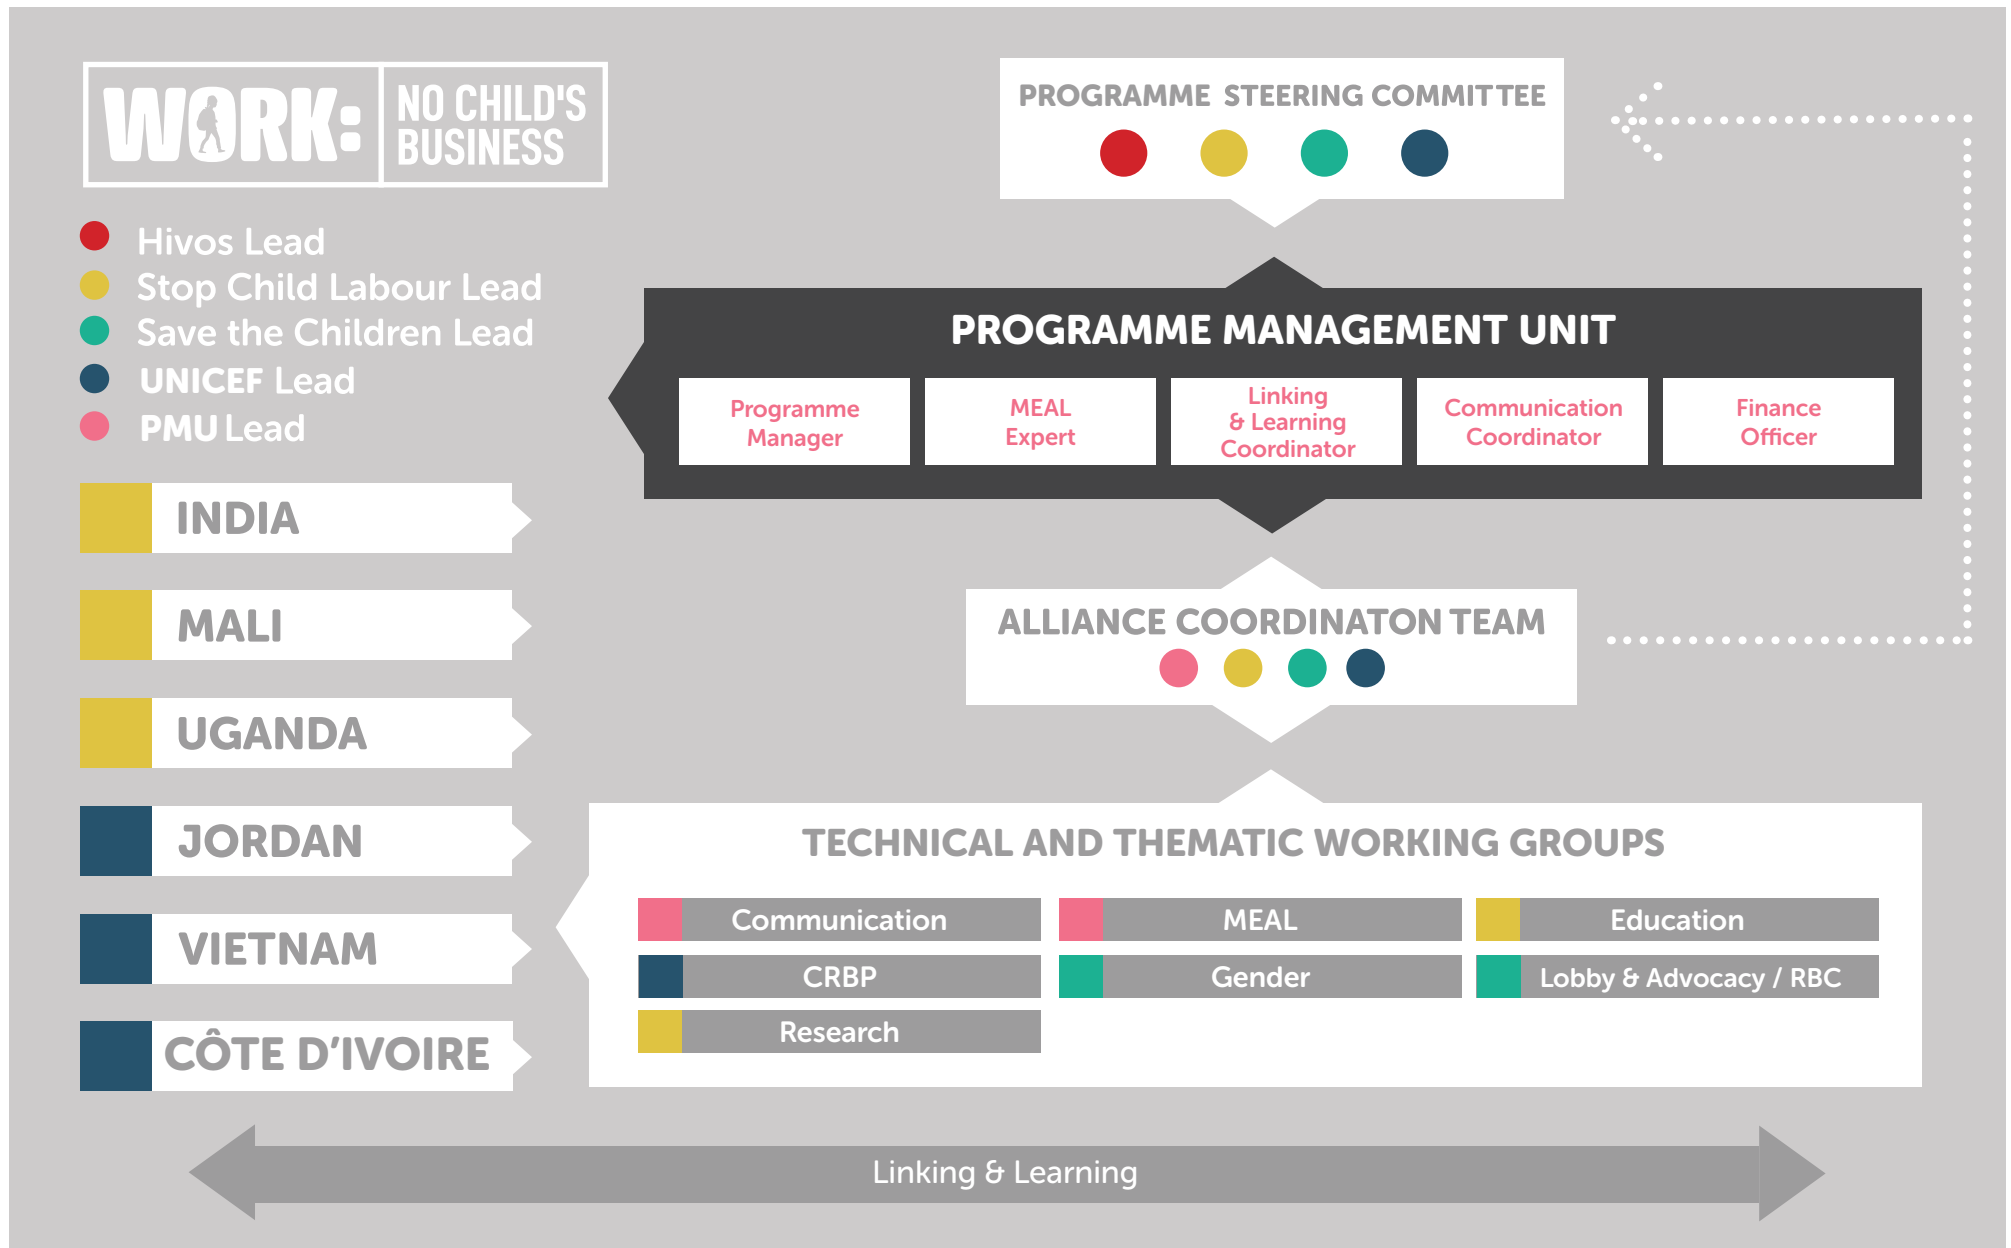 WORK:
NO CHILD'S
BUSINESS
Hivos Lead
Stop Child Labour Lead
Save the Children Lead
UNICEF Lead
PMU Lead
INDIA
MALI
UGANDA
JORDAN
VIETNAM
CÔTE D’IVOIRE
PROGRAMME STEERING COMMITTEE
PROGRAMME MANAGEMENT UNIT
Programme
Manager
MEAL
Expert
Linking
& Learning
Coordinator
Communication
Coordinator
Finance
Officer
ALLIANCE COORDINATON TEAM
TECHNICAL AND THEMATIC WORKING GROUPS
Communication
MEAL
Education
CRBP
Gender
Lobby & Advocacy / RBC
Research
Linking & Learning